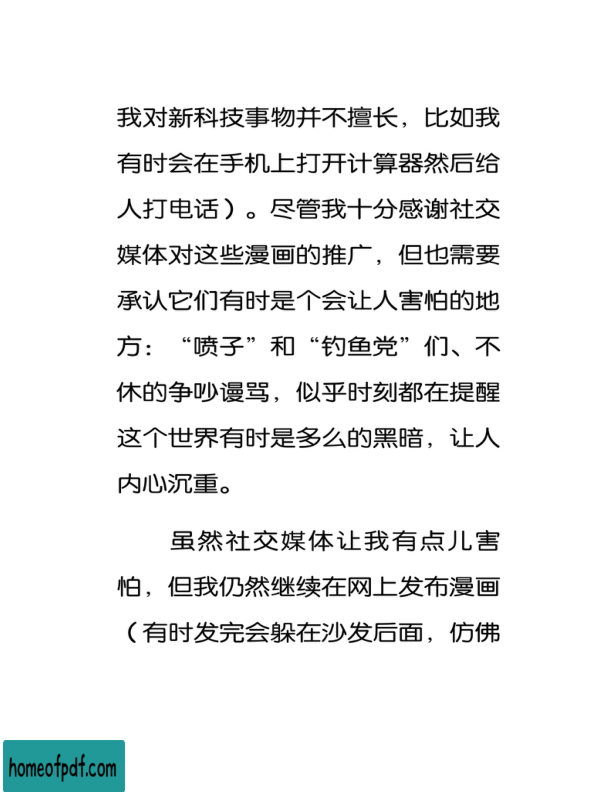 我对新科技事物并不擅长，比如我
有时会在手机上打开计算器然后给
人打电话）。尽管我十分感谢社交
媒体对这些漫画的推广，但也需要
承认它们有时是个会让人害怕的地
方：“喷子”和“钓鱼党”们、不
休的争吵谩骂，似乎时刻都在提醒
这个世界有时是多么的黑暗，让人
内心沉重。
虽然社交媒体让我有点儿害
怕，但我仍然继续在网上发布漫画
（有时发完会躲在沙发后面，仿佛
homeofpdf.com